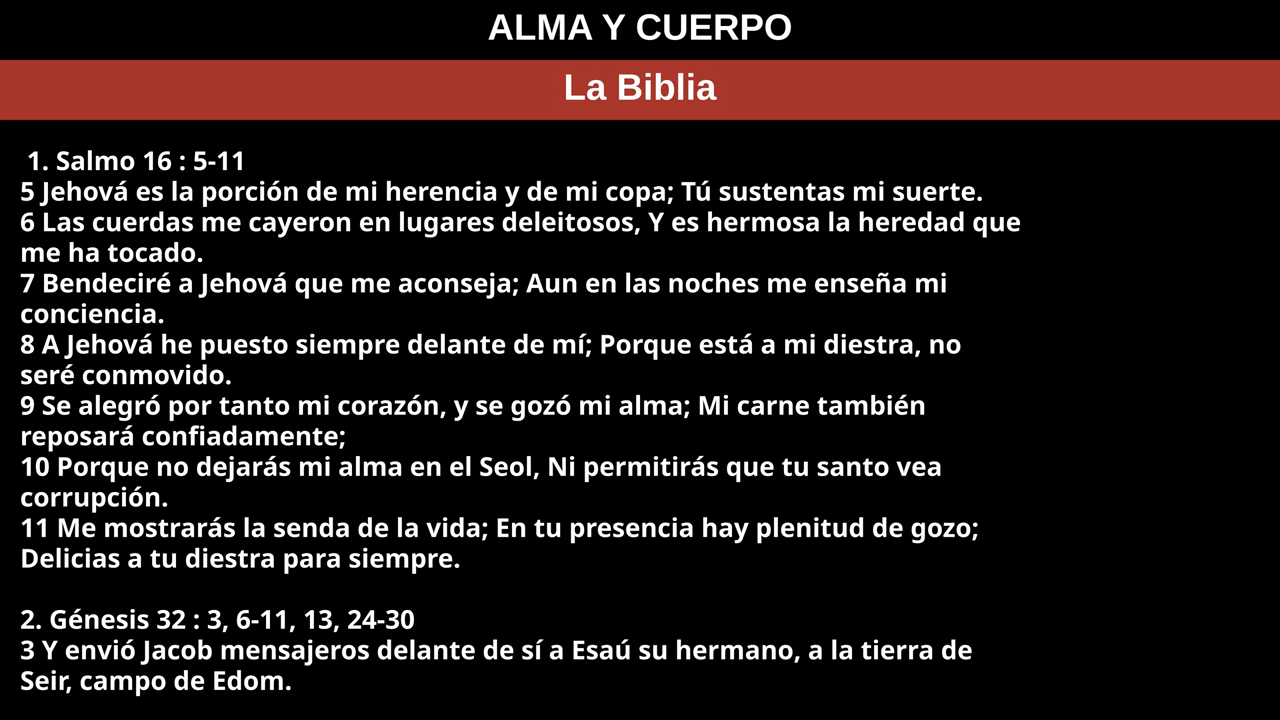 ALMA Y CUERPO
La Biblia
1. Salmo 16 : 5-11
5 Jehová es la porción de mi herencia y de mi copa; Tú sustentas mi suerte.
6 Las cuerdas me cayeron en lugares deleitosos, Y es hermosa la heredad que
me ha tocado.
7 Bendeciré a Jehová que me aconseja; Aun en las noches me enseña mi
conciencia.
8 A Jehová he puesto siempre delante de mí; Porque está a mi diestra, no
seré conmovido.
9 Se alegró por tanto mi corazón, y se gozó mi alma; Mi carne también
reposará confiadamente;
10 Porque no dejarás mi alma en el Seol, Ni permitirás que tu santo vea
corrupción.
11 Me mostrarás la senda de la vida; En tu presencia hay plenitud de gozo;
Delicias a tu diestra para siempre.
2. Génesis 32 : 3, 6-11, 13, 24-30
3 Y envió Jacob mensajeros delante de sí a Esaú su hermano, a la tierra de
Seir, campo de Edom.